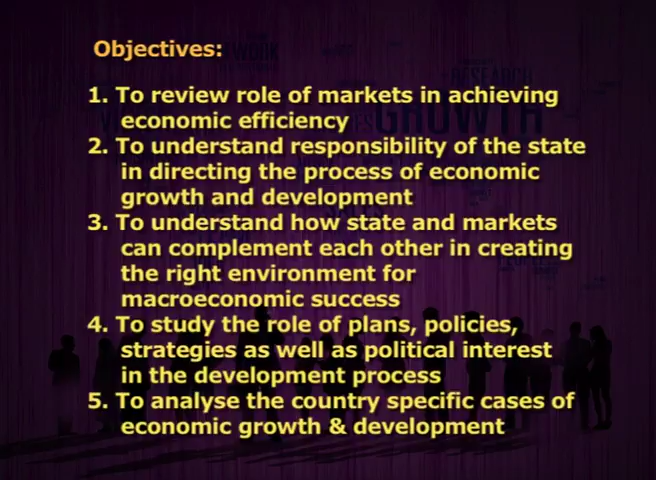 Objectives:
1. To review role of markets in achieving
economic efficiency
2. To understand responsibility of the state
in directing the process of economic
growth and development
3. To understand how state and markets
can complement each other in creating
the right environment for
macroeconomic success
4. To study the role of plans, policies,
strategies as well as political interest
in the development process
5. To analyse the country specific cases of
economic growth & development
RESEARCH
GROWTH